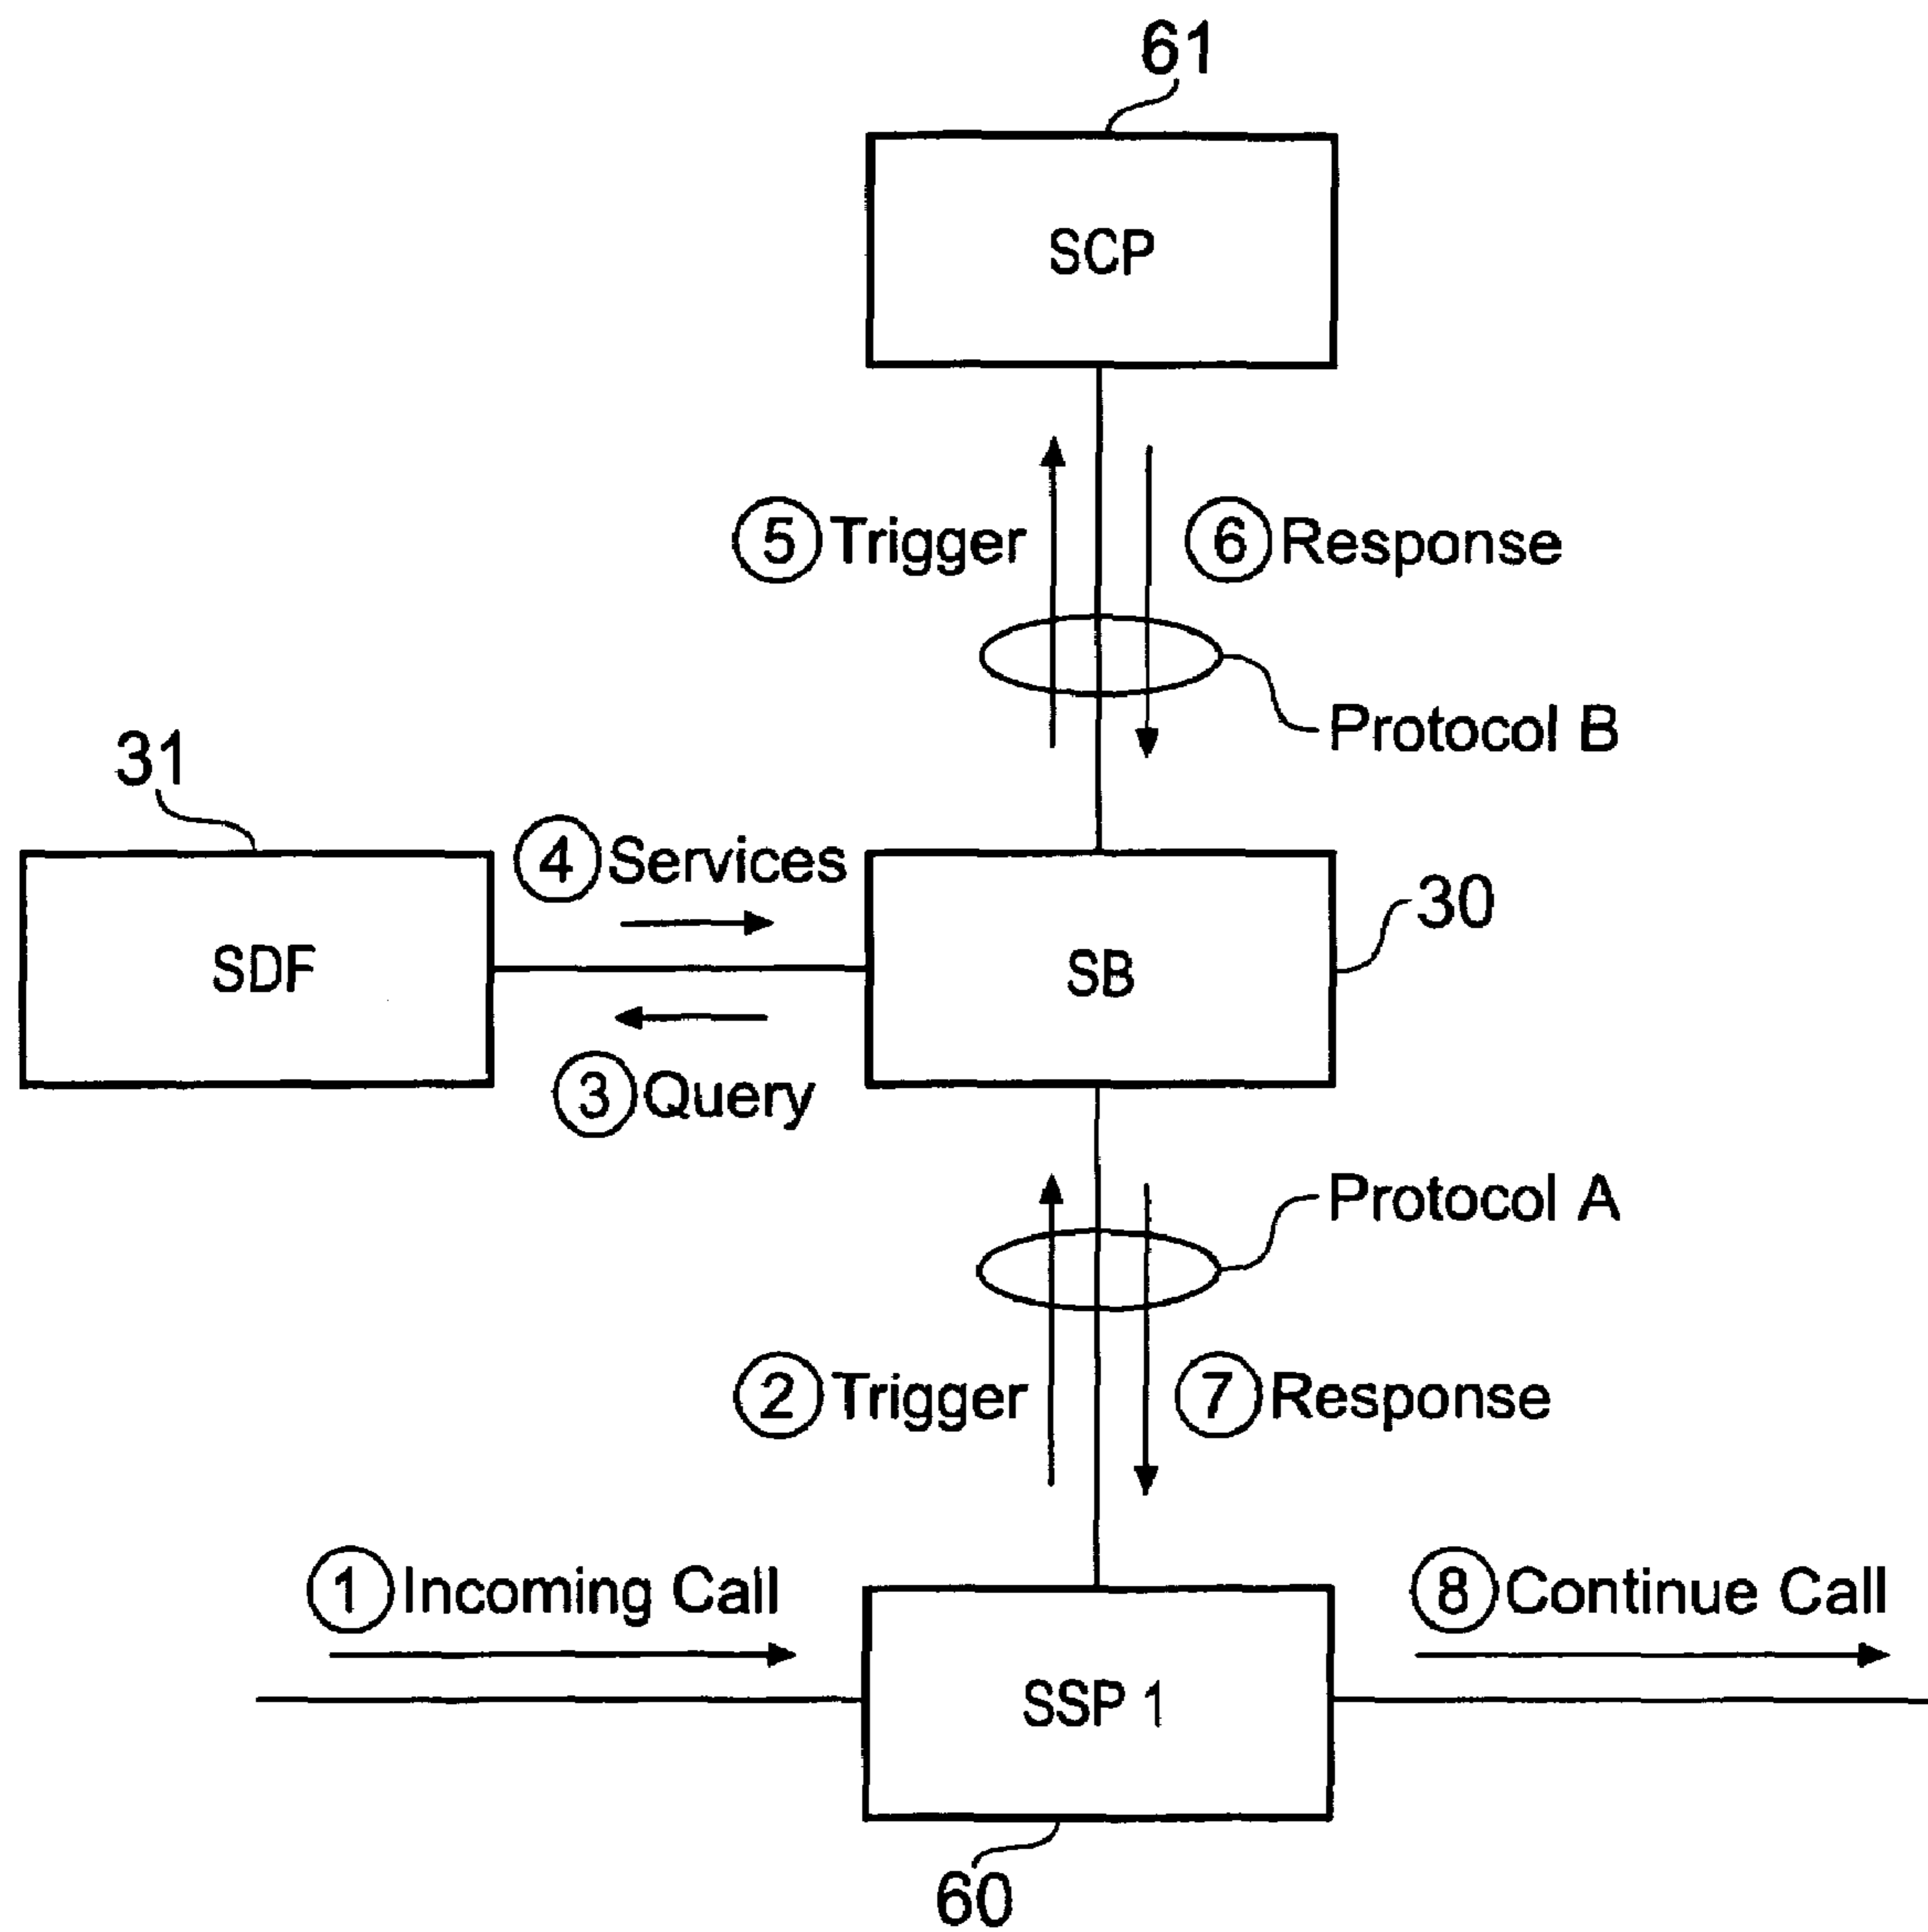 61
SCP
5 Trigger
6 Response
Protocol B
31
4 Services
30
SDF
SB
3 Query
Protocol A
2 Trigger
7 Response
1 Incoming Call
8 Continue Call
SSP 1
60